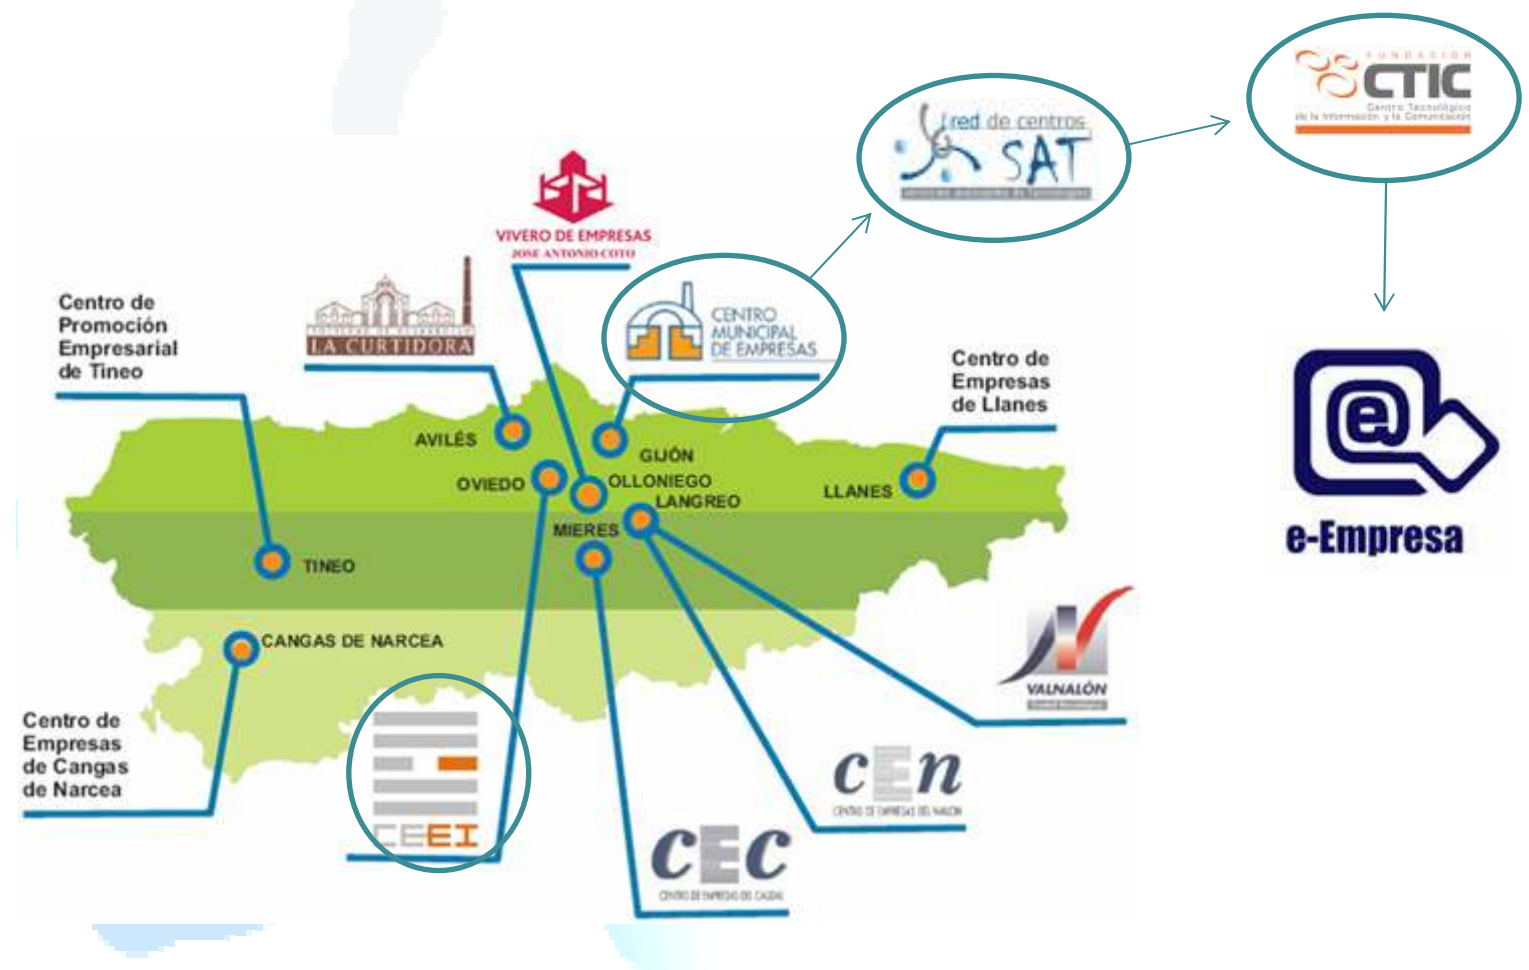 FUNDACIÓN
CTIC
Centro Tecnológico
de la Información y la Comunicación
red de centros
SAT
VIVERO DE EMPRESAS
JOSE ANTONIO COTO
LA CURTIDORA
CENTRO
MUNICIPAL
DE EMPRESAS
Centro de
Promoción
Empresarial
de Tineo
Centro de
Empresas
de Llanes
AVILÉS
GIJÓN
OVIEDO
OLLONIEGO
LANGREO
LLANES
MIERES
TINEO
CANGAS DE NARCEA
e-Empresa
VALNALÓN
Centro de
Empresas
de Cangas
de Narcea
CEEI
cEn
CENTRO DE EMPRESAS DEL NALON
cEc
CENTRO DE EMPRESAS DEL CAUDAL